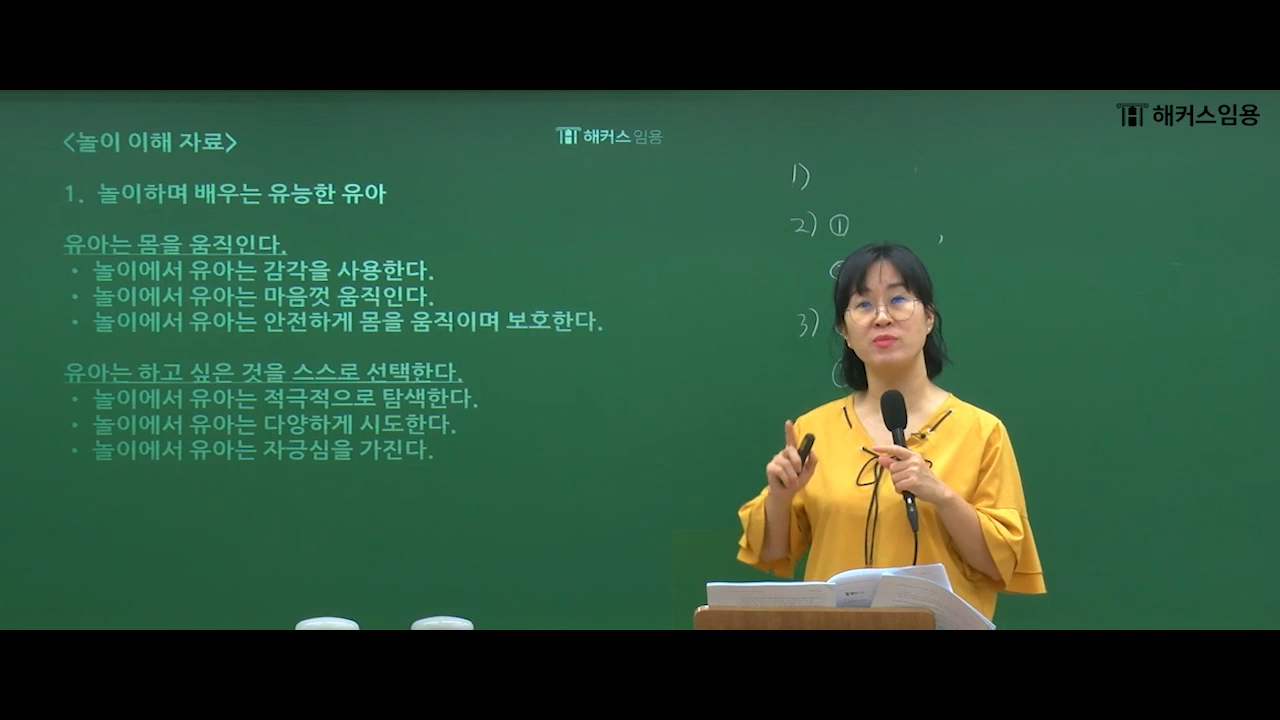 해커스임용
<놀이 이해 자료>
해커스 임용
1. 놀이하며 배우는 유능한 유아
유아는 몸을 움직인다.
• 놀이에서 유아는 감각을 사용한다.
• 놀이에서 유아는 마음껏 움직인다.
• 놀이에서 유아는 안전하게 몸을 움직이며 보호한다.
유아는 하고 싶은 것을 스스로 선택한다.
• 놀이에서 유아는 적극적으로 탐색한다.
• 놀이에서 유아는 다양하게 시도한다.
• 놀이에서 유아는 자긍심을 가진다.
1)
2) ① ,
3)